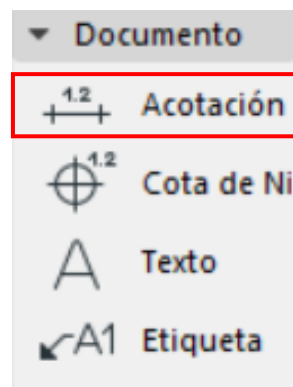 Documento
1.2 Acotación
1.2 Cota de Ni
A Texto
A1 Etiqueta